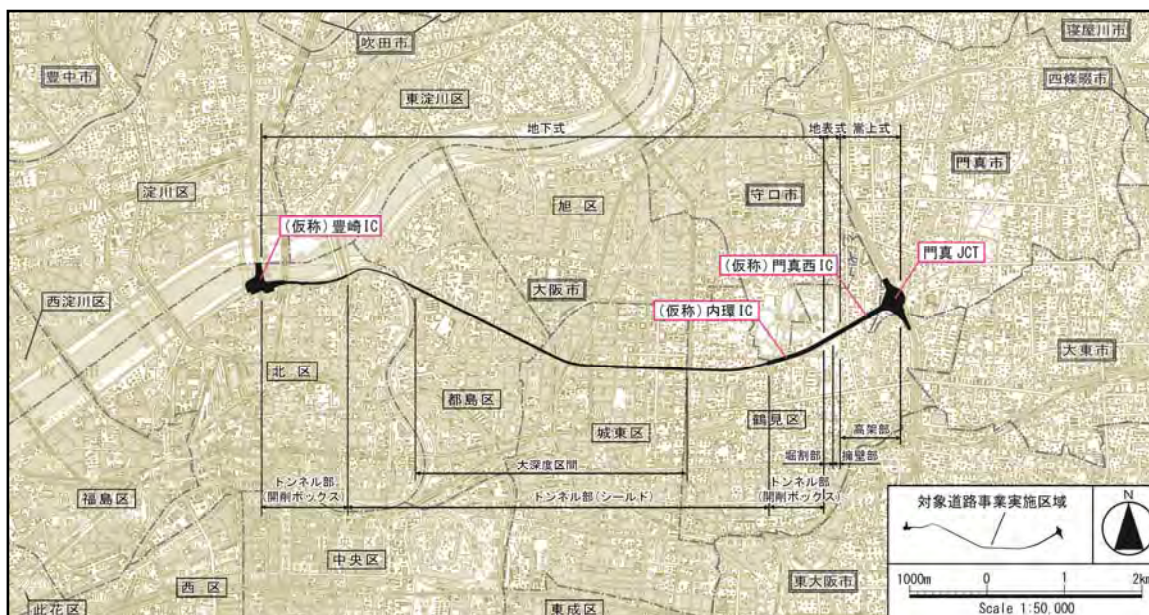 吹田市
寝屋川市
豊中市
四條畷市
東淀川区
地下式
地表式
嵩上式
門真市
淀川区
守口市
旭区
(仮称)豊崎IC
(仮称)門真西IC
門真JCT
西淀川区
大阪市
(仮称)内環IC
大東市
北区
都島区
鶴見区
城東区
高架部
堀割部
擁壁部
大深度区間
トンネル部
(開削ボックス)
トンネル部(シールド)
トンネル部
(開削ボックス)
福島区
対象道路事業実施区域
N
中央区
西区
東大阪市
1000m 0 1 2km
Scale 1:50,000
此花区
東成区